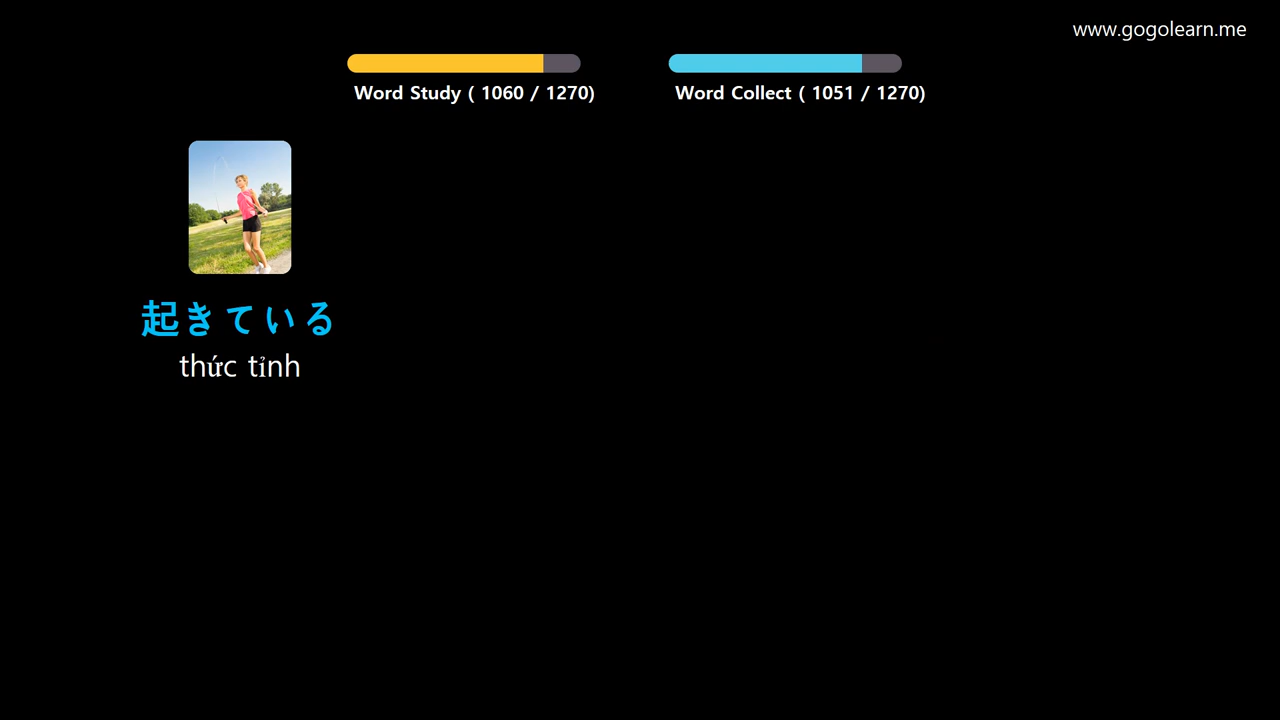 www.gogolearn.me
Word Study ( 1060 / 1270)
Word Collect ( 1051 / 1270)
起きている
thức tỉnh